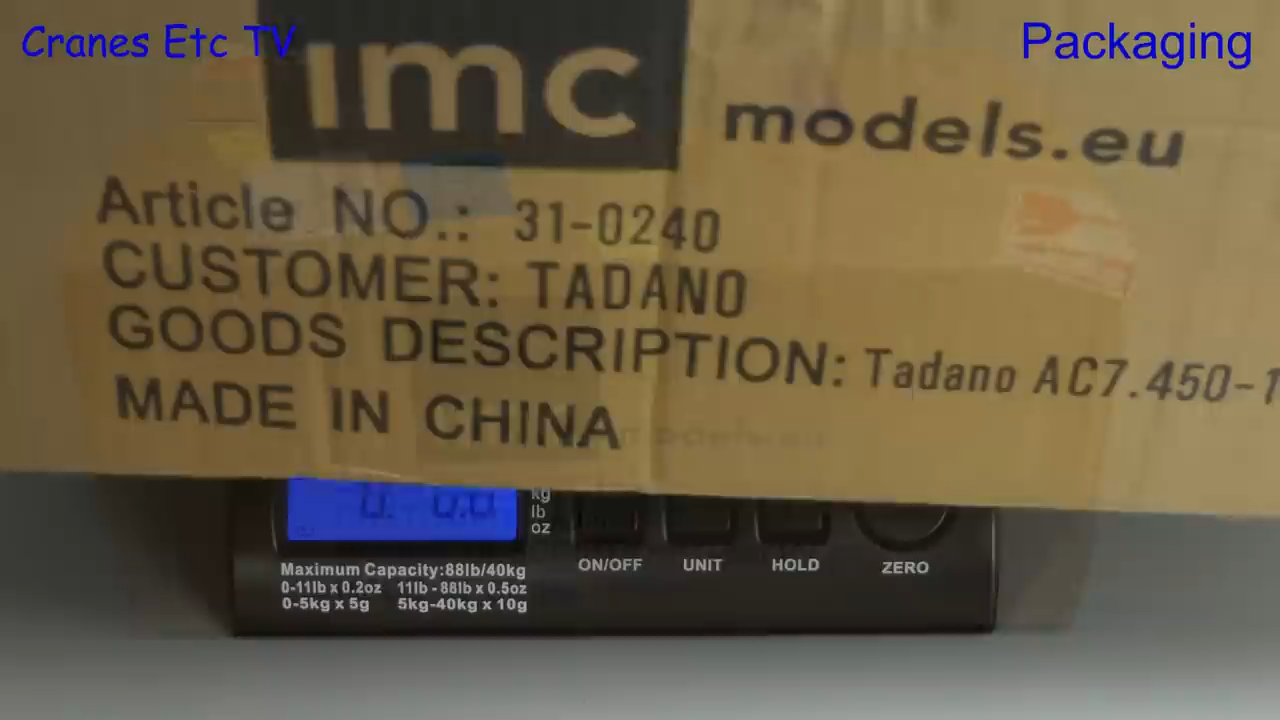 Cranes Etc TV
Packaging
imc
models.eu
Article NO.: 31-0240
CUSTOMER: TADANO
GOODS DESCRIPTION: Tadano AC7.450-1
MADE IN CHINA
kg
lb
oz
ON/OFF UNIT HOLD ZERO
Maximum Capacity:88lb/40kg
0-11lb x 0.2oz 11lb - 88lb x 0.5oz
0-5kg x 5g 5kg-40kg x 10g